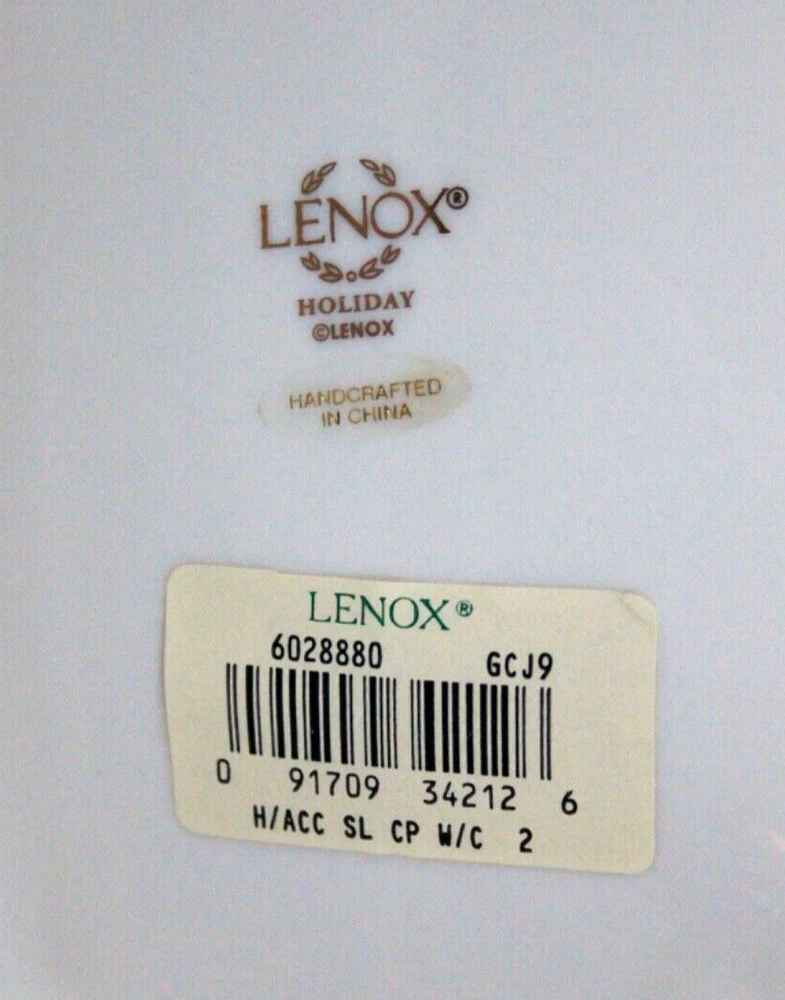 LENOX®
HOLIDAY
©LENOX
HANDCRAFTED
IN CHINA
LENOX®
6028880 GCJ9
0 91709 34212 6
H/ACC SL CP W/C 2